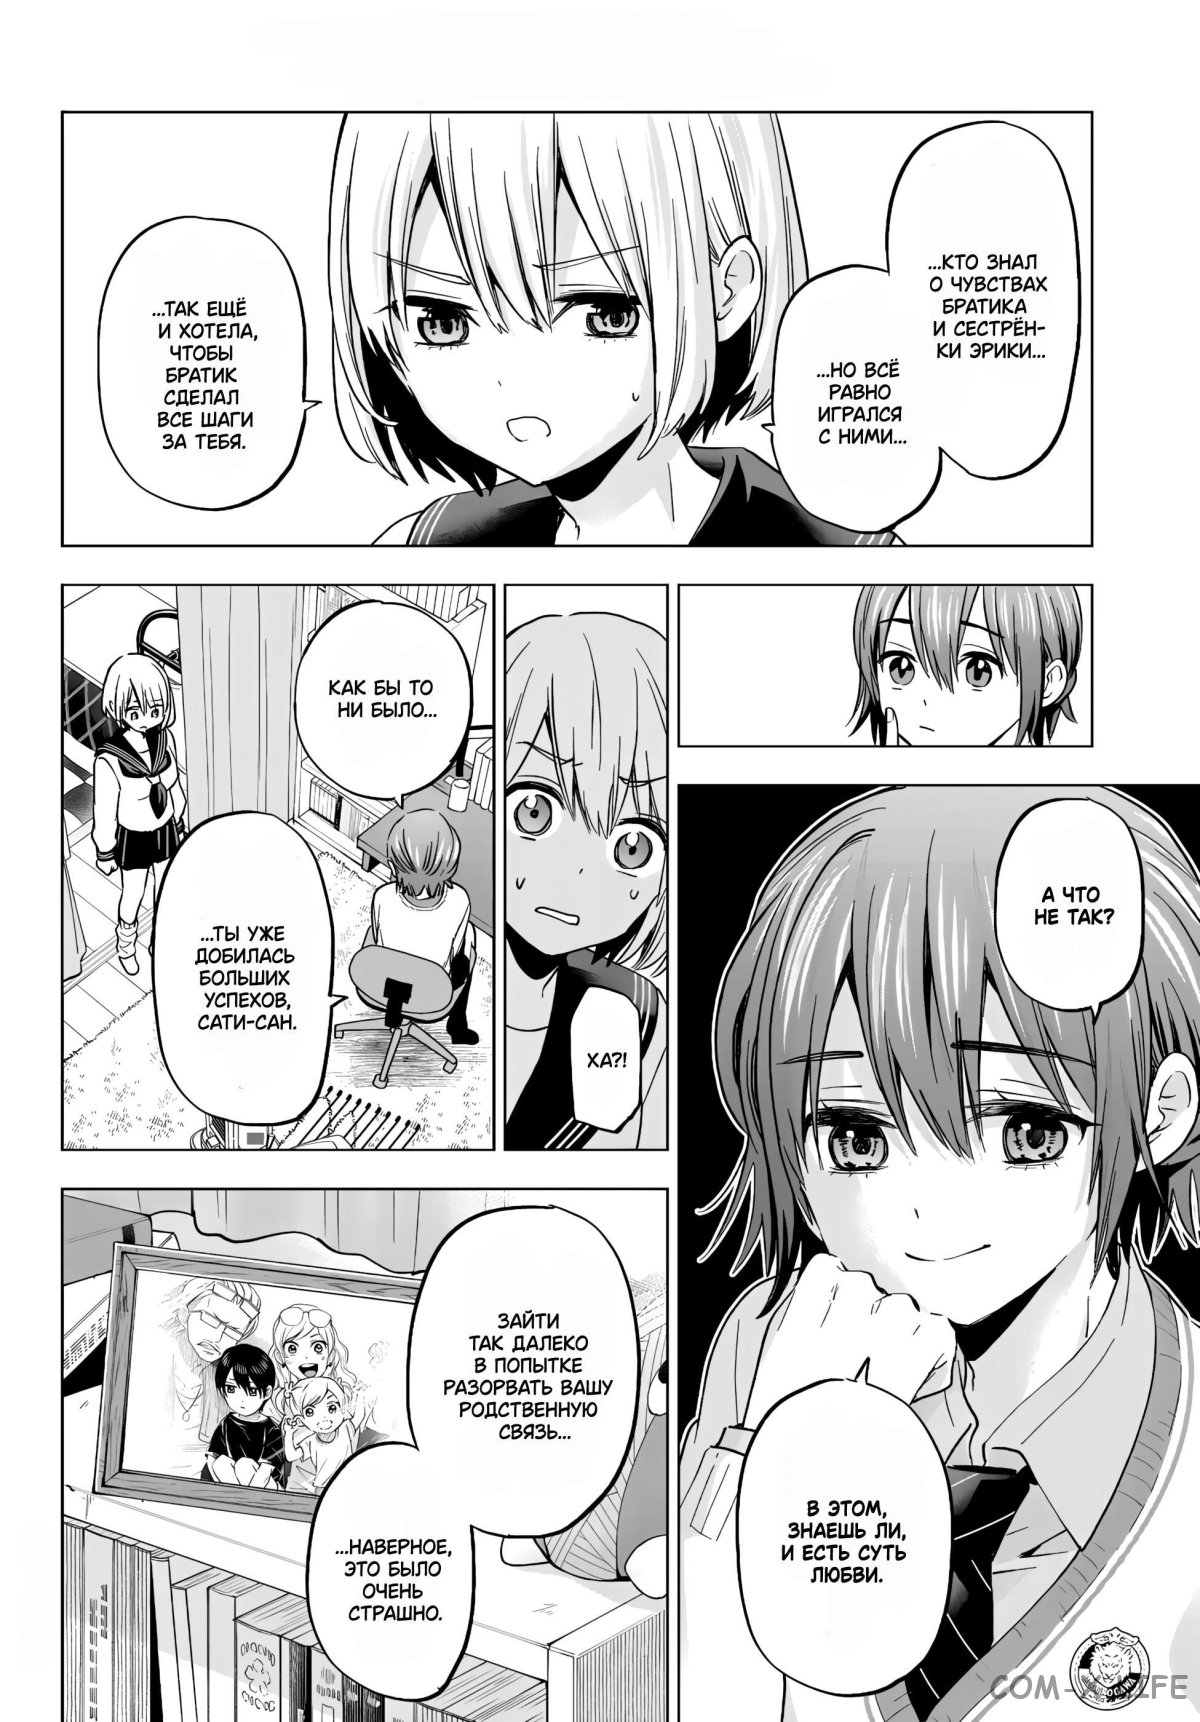 ...КТО ЗНАЛ
О ЧУВСТВАХ
БРАТИКА
И СЕСТРЁН-
КИ ЭРИКИ...
...НО ВСЁ
РАВНО
ИГРАЛСЯ
С НИМИ...
...ТАК ЕЩЁ
И ХОТЕЛА,
ЧТОБЫ
БРАТИК
СДЕЛАЛ
ВСЕ ШАГИ
ЗА ТЕБЯ.
А ЧТО
НЕ ТАК?
В ЭТОМ,
ЗНАЕШЬ ЛИ,
И ЕСТЬ СУТЬ
ЛЮБВИ.
ХА?!
КАК БЫ ТО
НИ БЫЛО...
...ТЫ УЖЕ
ДОБИЛАСЬ
БОЛЬШИХ
УСПЕХОВ,
САТИ-САН.
ЗАЙТИ
ТАК ДАЛЕКО
В ПОПЫТКЕ
РАЗОРВАТЬ ВАШУ
РОДСТВЕННУЮ
СВЯЗЬ...
...НАВЕРНОЕ,
ЭТО БЫЛО
ОЧЕНЬ
СТРАШНО.